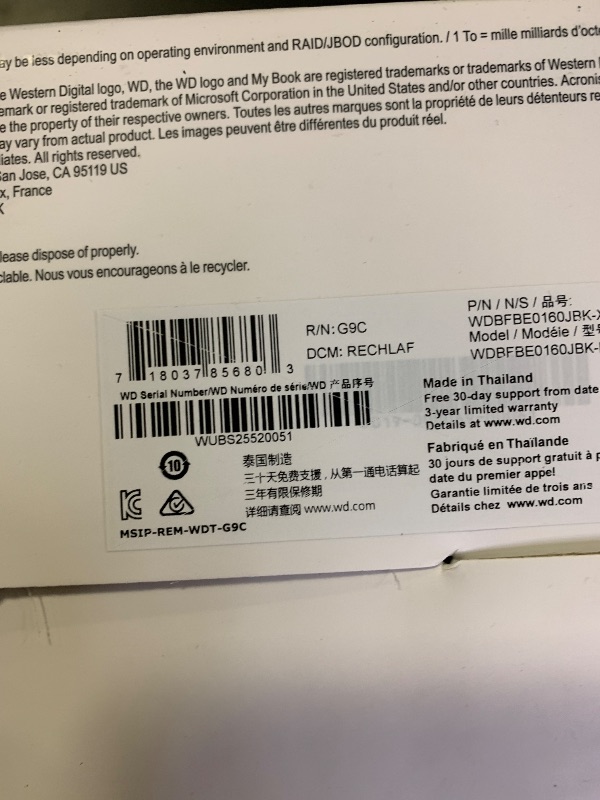 ay be less depending on operating environment and RAID/JBOD configuration. / 1 To = mille milliards d'octe
e Western Digital logo, WD, the WD logo and My Book are registered trademarks or trademarks of Western
emark or registered trademark of Microsoft Corporation in the United States and/or other countries. Acronis
e the property of their respective owners. Toutes les autres marques sont la propriété de leurs détenteurs re
ay vary from actual product. Les images peuvent être différentes du produit réel.
iates. All rights reserved.
San Jose, CA 95119 US
x, France
K
lease dispose of properly.
clable. Nous vous encourageons à le recycler.
7 18037 85680 3
R/N: G9C
DCM: RECHLAF
P/N / N/S / 品号:
WDBFBE0160JBK-X
Model / Modéle / 型号
WDBFBE0160JBK-
WD Serial Number/WD Numéro de série/WD 产品序号
WUBS25520051
10
泰国制造
三十天免费支援，从第一通电话算起
三年有限保修期
详细请查阅 www.wd.com
MSIP-REM-WDT-G9C
Made in Thailand
Free 30-day support from date
3-year limited warranty
Details at www.wd.com
Fabriqué en Thaïlande
30 jours de support gratuit à p
date du premier appel
Garantie limitée de trois ans
Détails chez www.wd.com